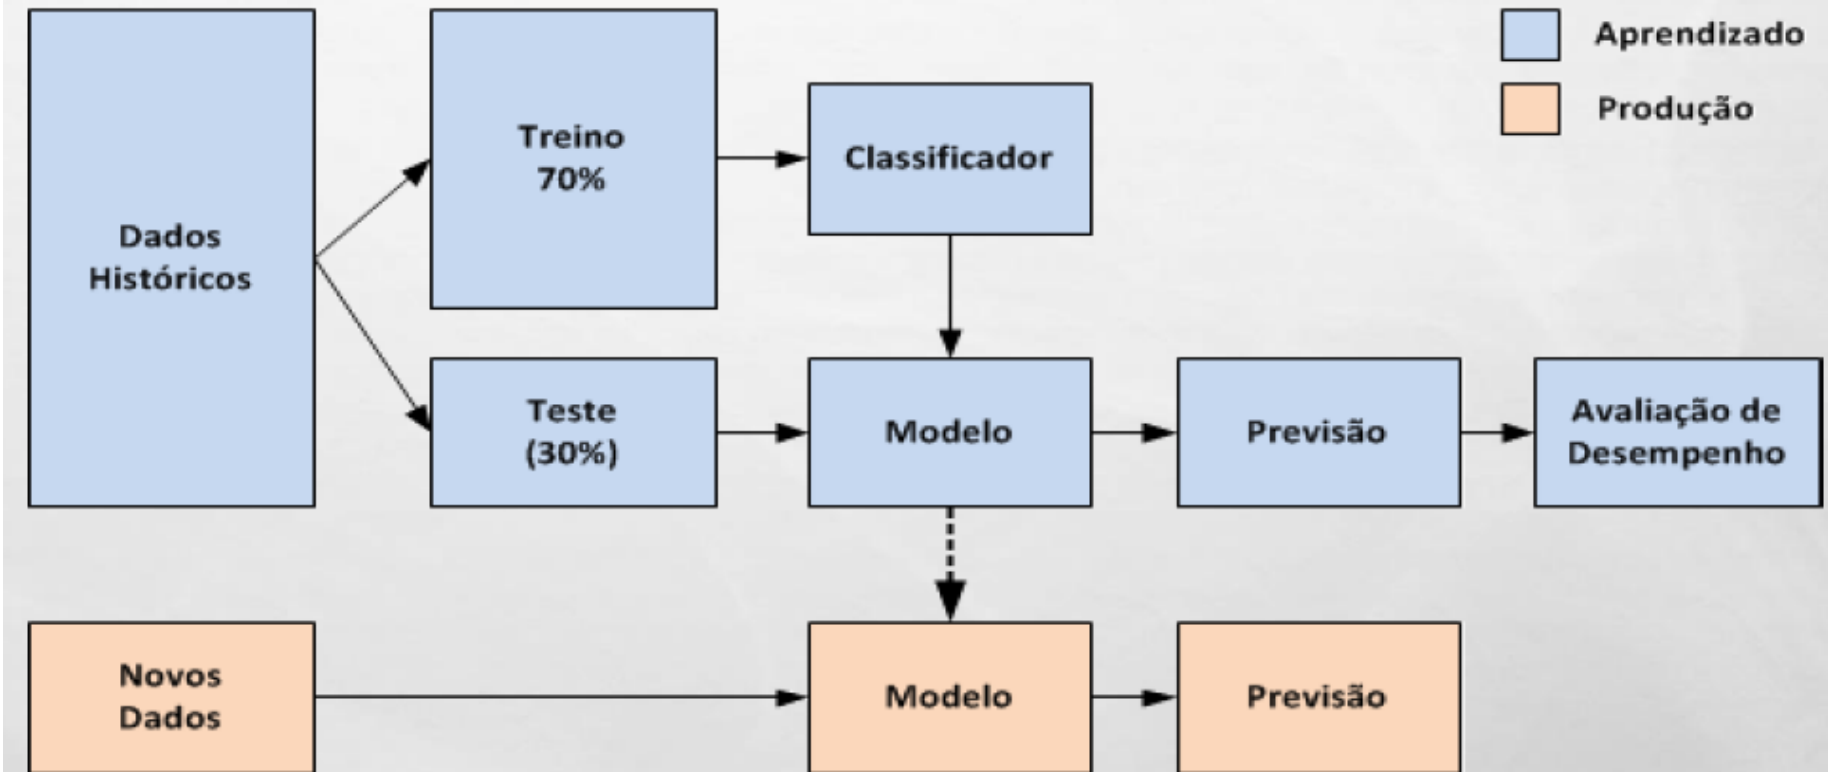 Aprendizado
Produção
Dados
Históricos
Treino
70%
Classificador
Teste
(30%)
Modelo
Previsão
Avaliação de
Desempenho
Novos
Dados
Modelo
Previsão